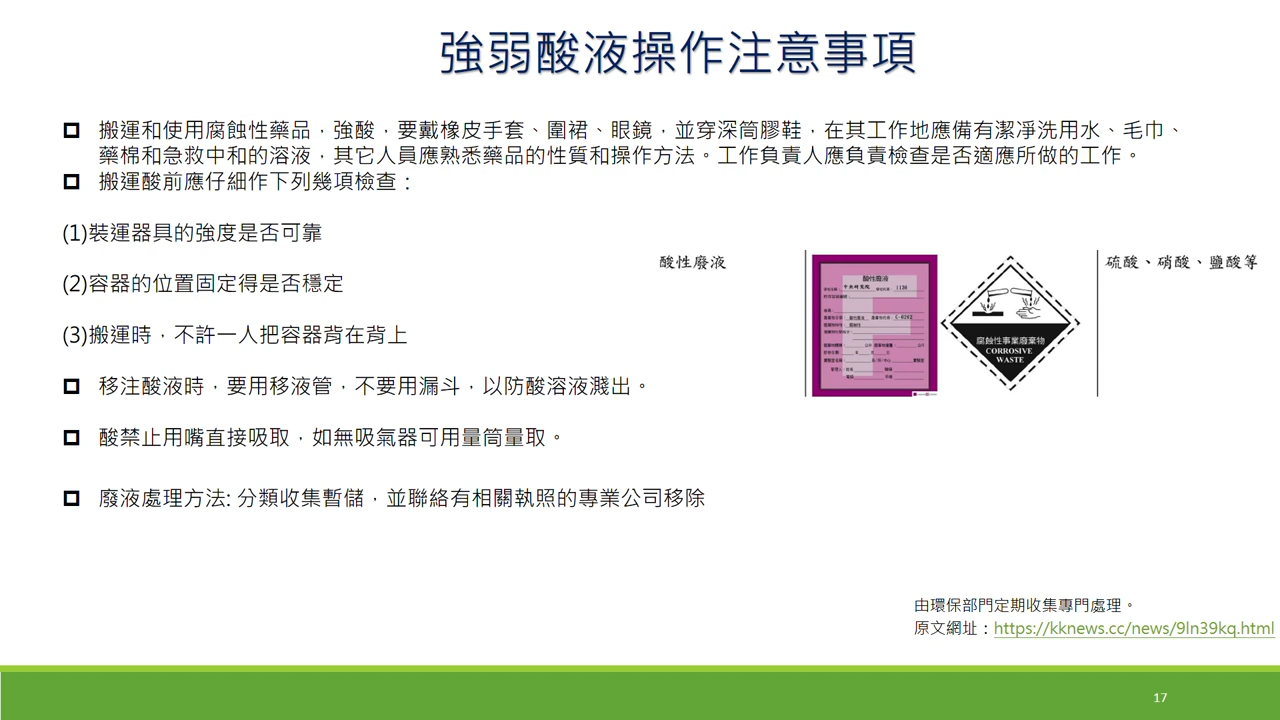 強弱酸液操作注意事項
搬運和使用腐蝕性藥品，強酸，要戴橡皮手套、圍裙、眼鏡，並穿深筒膠鞋，在其工作地應備有潔凈洗用水、毛巾、
藥棉和急救中和的溶液，其它人員應熟悉藥品的性質和操作方法。工作負責人應負責檢查是否適應所做的工作。
搬運酸前應仔細作下列幾項檢查：
(1)裝運器具的強度是否可靠
(2)容器的位置固定得是否穩定
(3)搬運時，不許一人把容器背在背上
移注酸液時，要用移液管，不要用漏斗，以防酸溶液濺出。
酸禁止用嘴直接吸取，如無吸氣器可用量筒量取。
廢液處理方法: 分類收集暫儲，並聯絡有相關執照的專業公司移除
酸性廢液
酸性廢液
中央研究院
1136
酸性廢液
C-0202
腐蝕性事業廢棄物
CORROSIVE
WASTE
硫酸、硝酸、鹽酸等
由環保部門定期收集專門處理。
原文網址：https://kknews.cc/news/9ln39kq.html
17